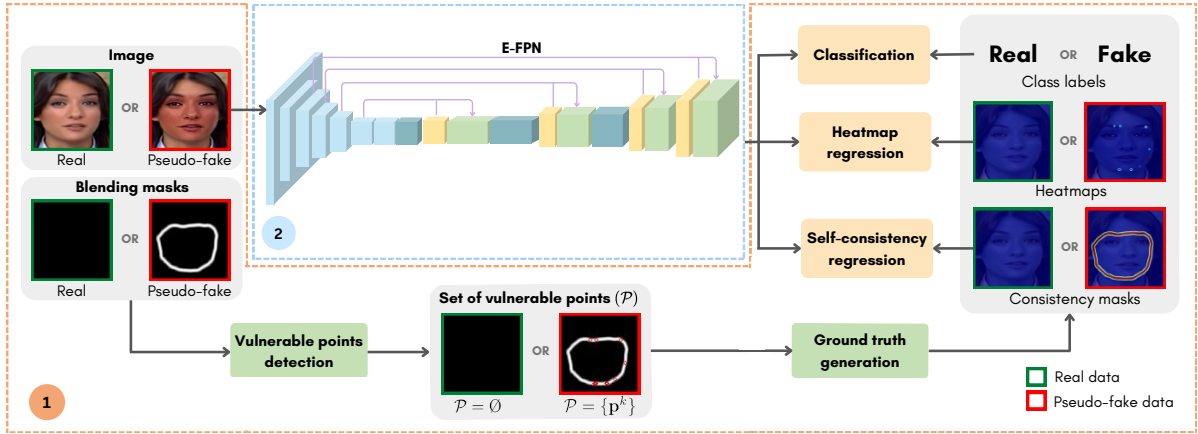 Image
OR
Real
Pseudo-fake
Blending masks
OR
Real
Pseudo-fake
E-FPN
2
Classification
Heatmap
regression
Self-consistency
regression
Real OR Fake
Class labels
OR
Heatmaps
OR
Consistency masks
Vulnerable points
detection
Set of vulnerable points (𝒫)
OR
𝒫 = Ø
𝒫 = {𝐩ᵏ}
Ground truth
generation
Real data
Pseudo-fake data
1